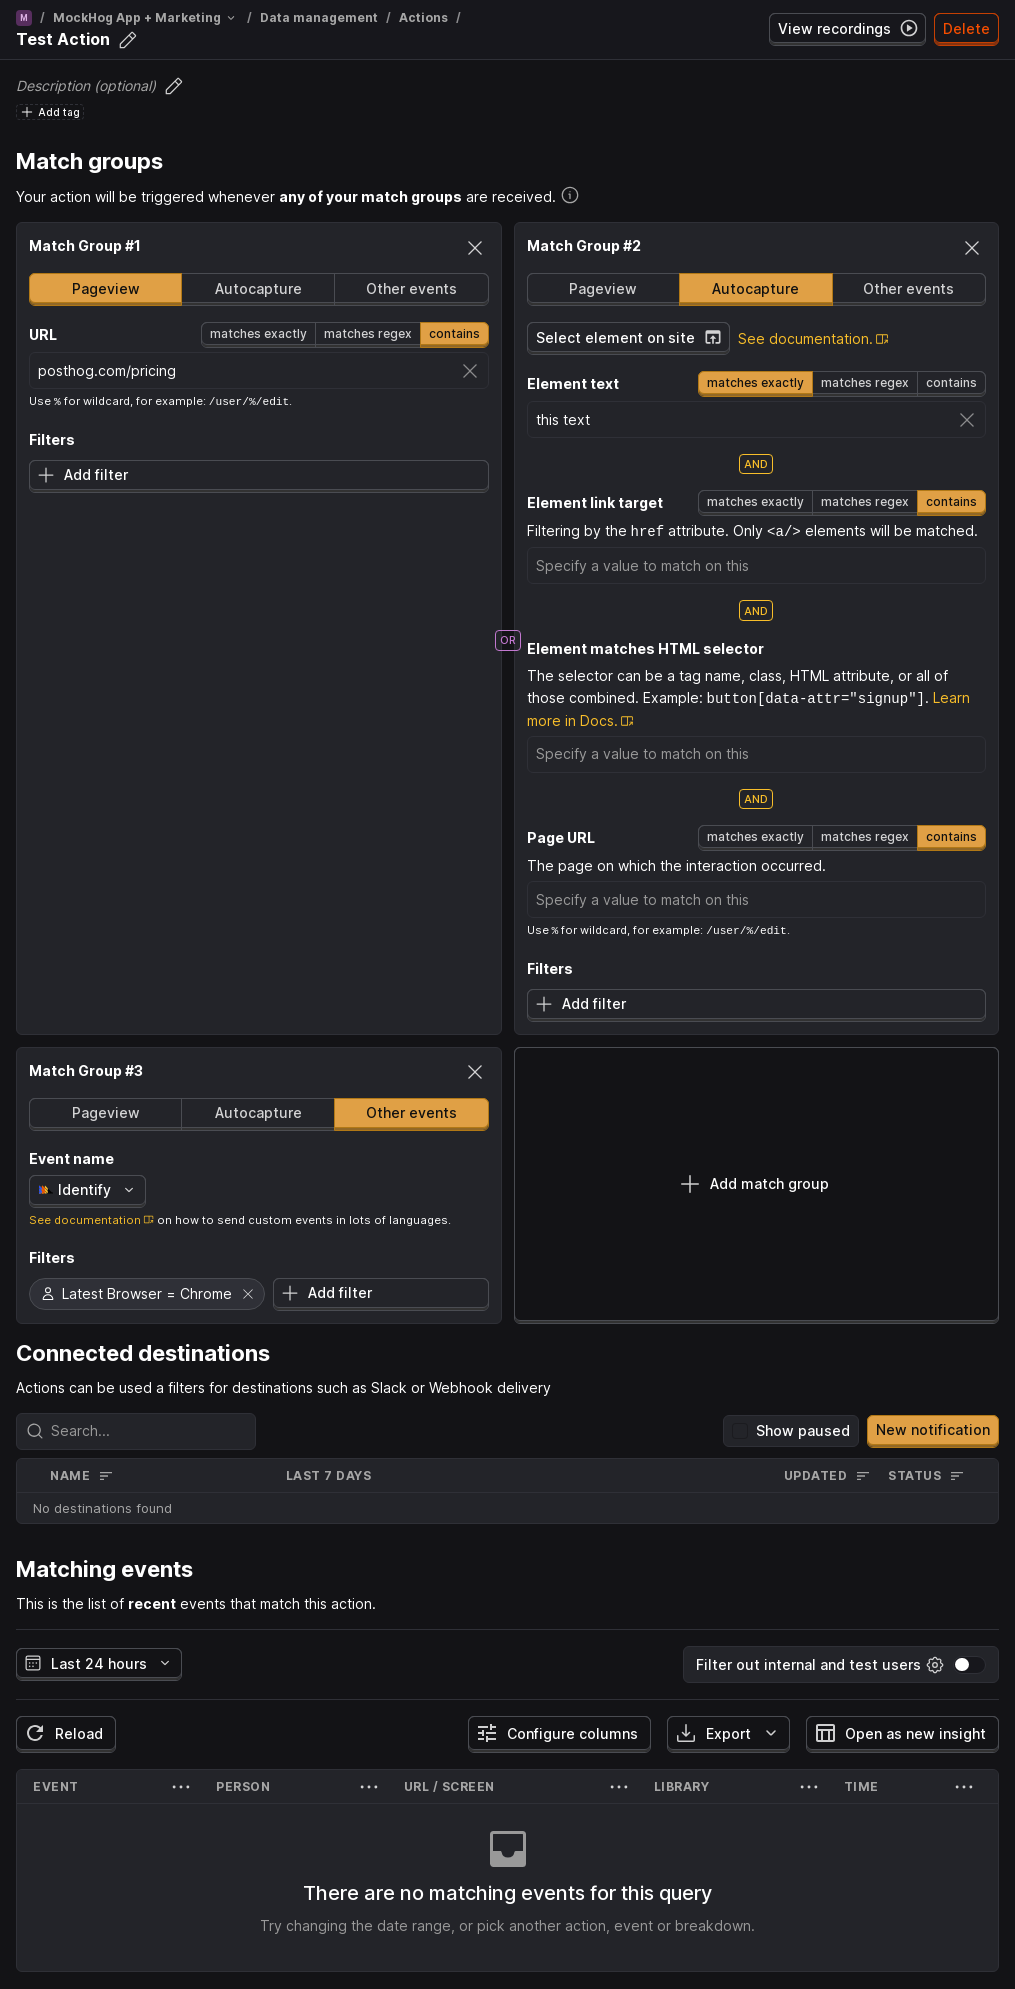 M / MockHog App + Marketing / Data management / Actions /
Test Action
View recordings
Delete
Description (optional)
Add tag
Match groups
Your action will be triggered whenever any of your match groups are received.
Match Group #1
Pageview
Autocapture
Other events
URL
matches exactly
matches regex
contains
posthog.com/pricing
Use % for wildcard, for example: /user/%/edit.
Filters
Add filter
OR
Match Group #2
Pageview
Autocapture
Other events
Select element on site
See documentation.
Element text
matches exactly
matches regex
contains
this text
AND
Element link target
matches exactly
matches regex
contains
Filtering by the href attribute. Only <a/> elements will be matched.
Specify a value to match on this
AND
Element matches HTML selector
The selector can be a tag name, class, HTML attribute, or all of
those combined. Example: button[data-attr="signup"]. Learn
more in Docs.
Specify a value to match on this
AND
Page URL
matches exactly
matches regex
contains
The page on which the interaction occurred.
Specify a value to match on this
Use % for wildcard, for example: /user/%/edit.
Filters
Add filter
Match Group #3
Pageview
Autocapture
Other events
Event name
Identify
See documentation on how to send custom events in lots of languages.
Filters
Latest Browser = Chrome
Add filter
Add match group
Connected destinations
Actions can be used a filters for destinations such as Slack or Webhook delivery
Search...
Show paused
New notification
NAME
LAST 7 DAYS
UPDATED
STATUS
No destinations found
Matching events
This is the list of recent events that match this action.
Last 24 hours
Filter out internal and test users
Reload
Configure columns
Export
Open as new insight
EVENT
PERSON
URL / SCREEN
LIBRARY
TIME
There are no matching events for this query
Try changing the date range, or pick another action, event or breakdown.